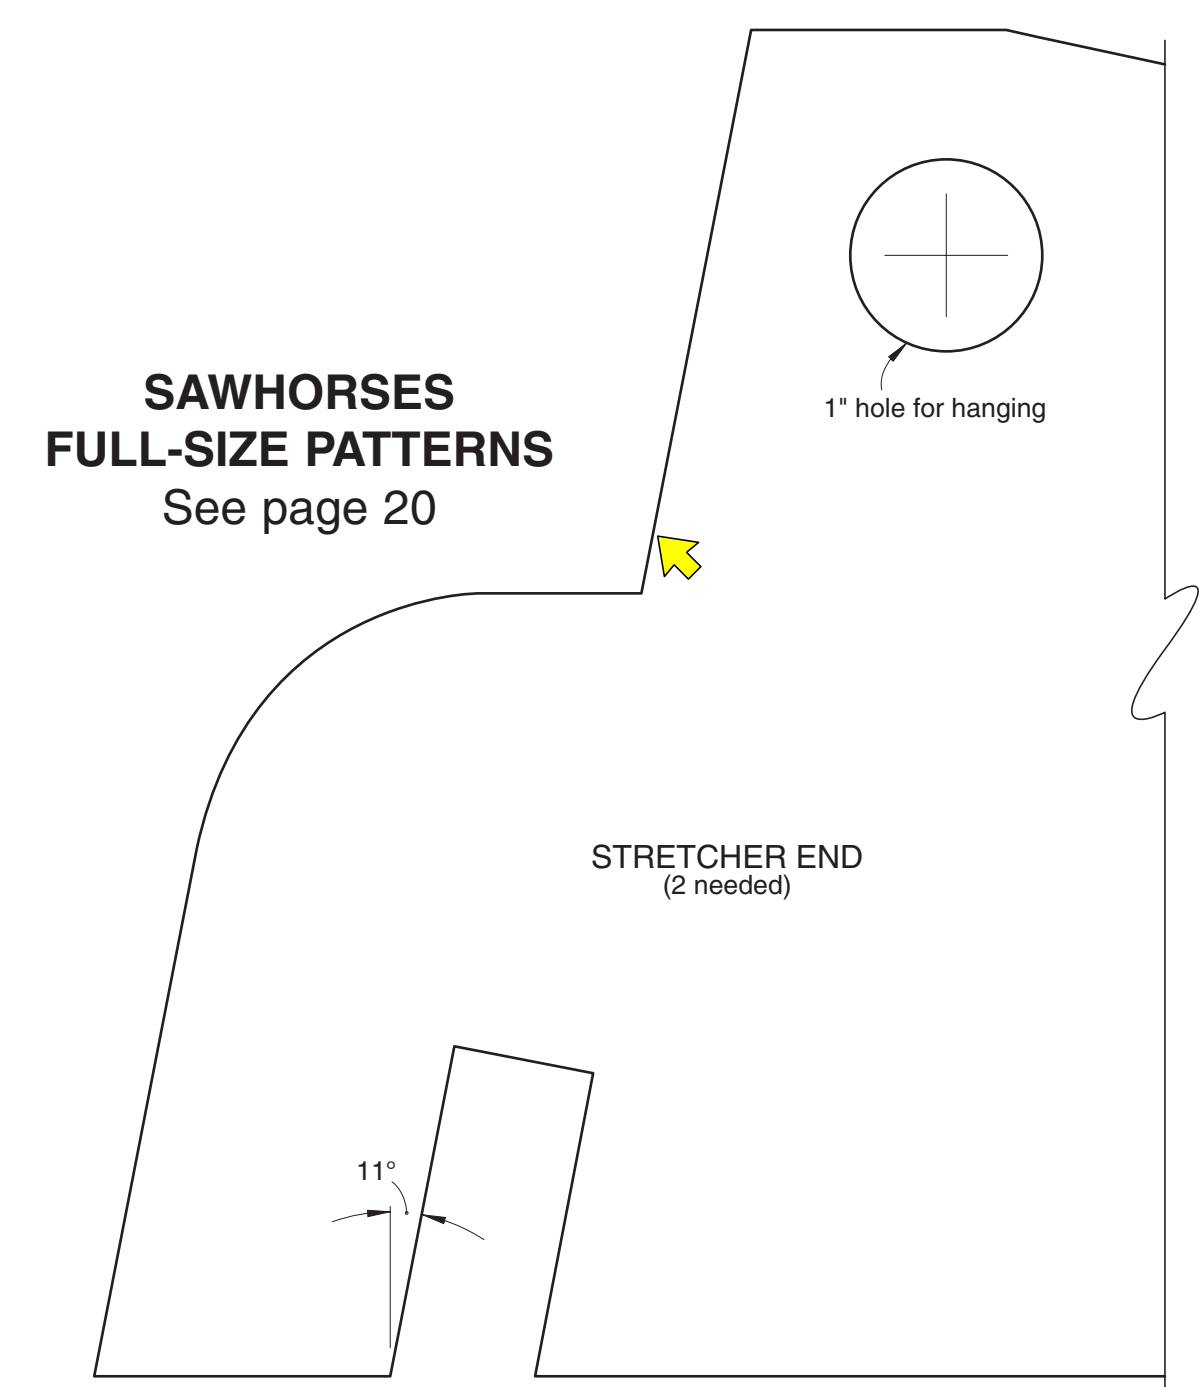 SAWHORSES
FULL-SIZE PATTERNS
See page 20
1" hole for hanging
STRETCHER END
(2 needed)
11°